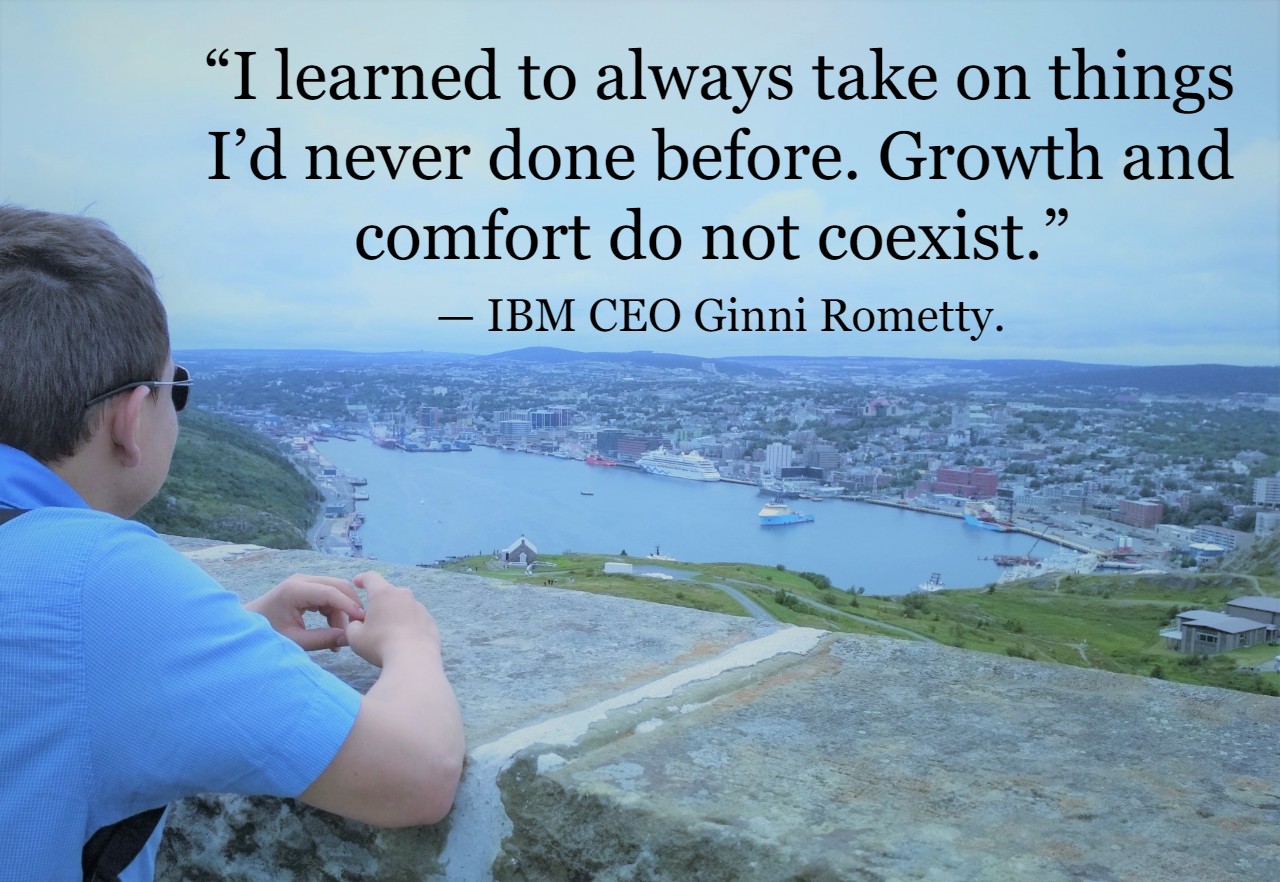 “I learned to always take on things
I’d never done before. Growth and
comfort do not coexist.”
— IBM CEO Ginni Rometty.